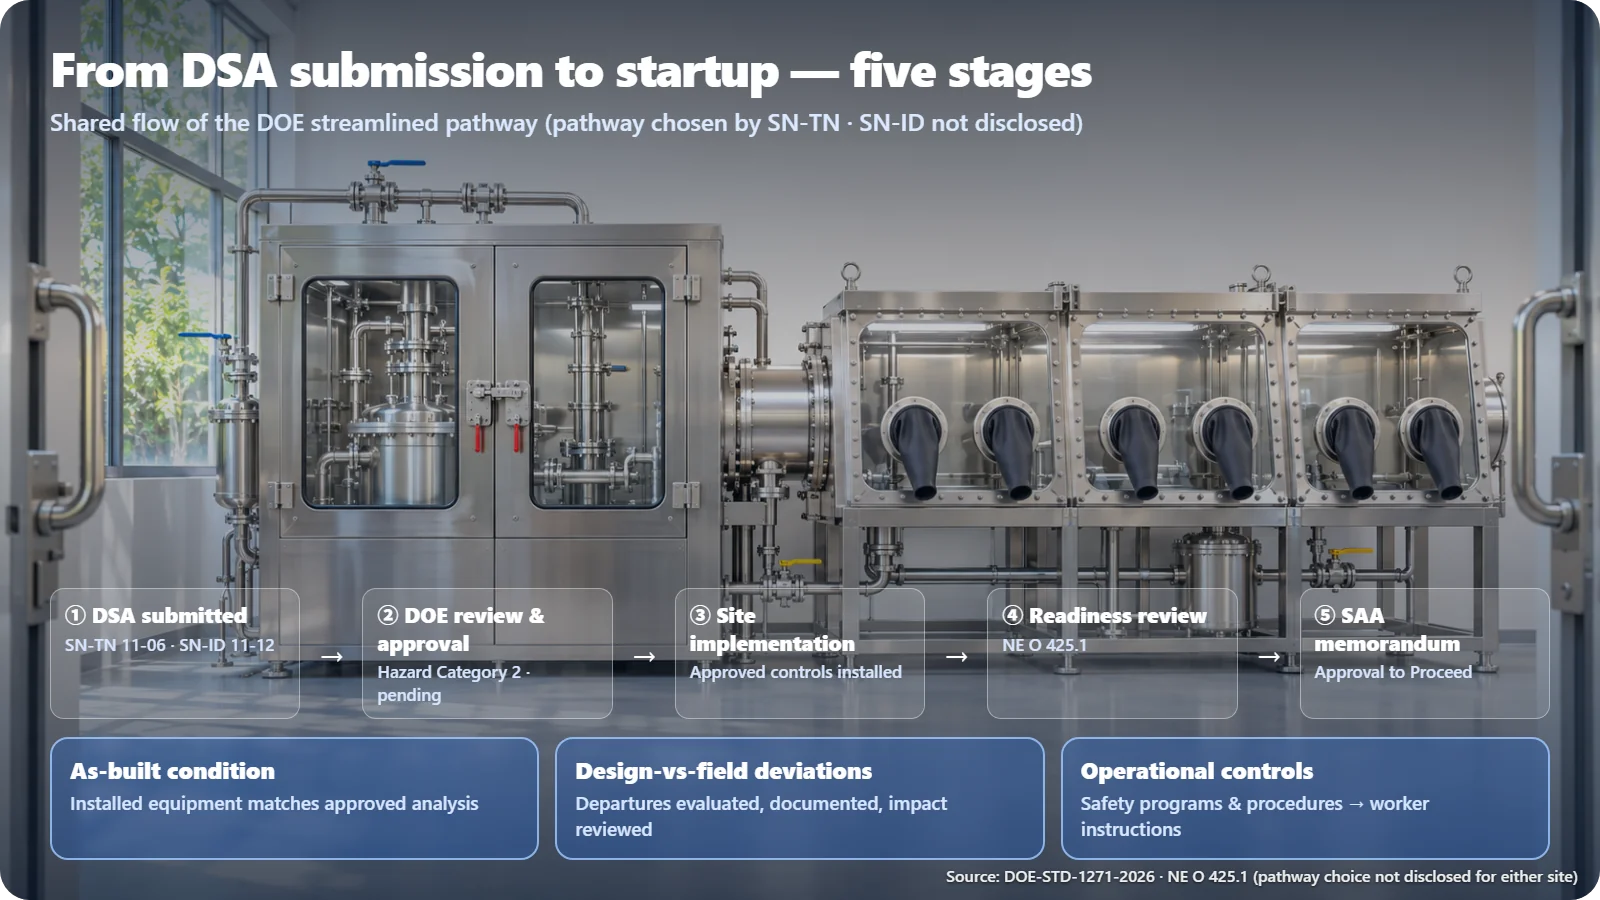 From DSA submission to startup — five stages
Shared flow of the DOE streamlined pathway (pathway chosen by SN-TN · SN-ID not disclosed)
① DSA submitted
SN-TN 11-06 · SN-ID 11-12
→
② DOE review &
approval
Hazard Category 2 ·
pending
→
③ Site
implementation
Approved controls installed
→
④ Readiness review
NE O 425.1
→
⑤ SAA
memorandum
Approval to Proceed
As-built condition
Installed equipment matches approved analysis
Design-vs-field deviations
Departures evaluated, documented, impact
reviewed
Operational controls
Safety programs & procedures → worker
instructions
Source: DOE-STD-1271-2026 · NE O 425.1 (pathway choice not disclosed for either site)